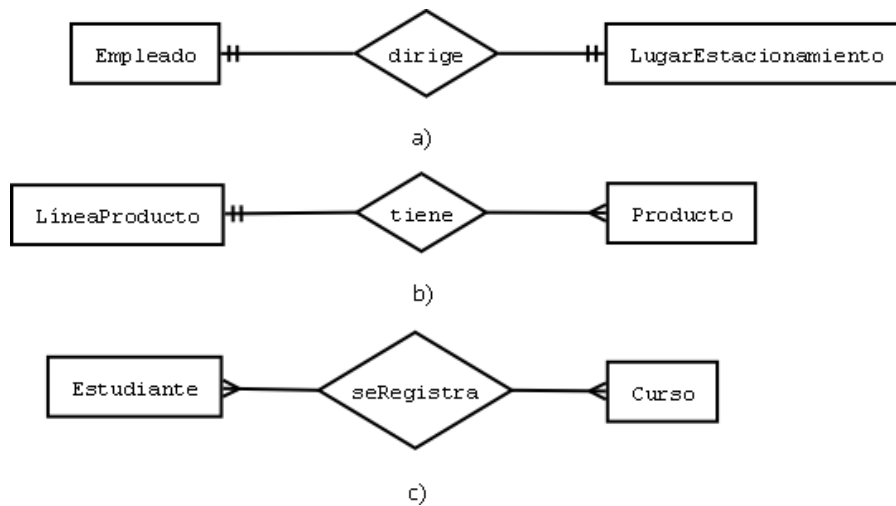 Empleado dirige LugarEstacionamiento
a)
LíneaProducto tiene Producto
b)
Estudiante seRegistra Curso
c)